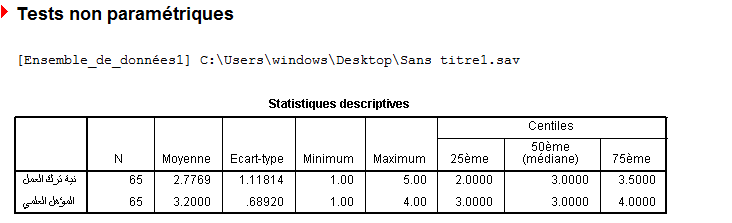 Tests non paramétriques
[Ensemble_de_données1] C:\Users\windows\Desktop\Sans titre1.sav
Statistiques descriptives
N Moyenne Ecart-type Minimum Maximum Centiles
25ème 50ème (médiane) 75ème
نية ترك العمل 65 2.7769 1.11814 1.00 5.00 2.0000 3.0000 3.5000
المؤهل العلمي 65 3.2000 .68920 1.00 4.00 3.0000 3.0000 4.0000